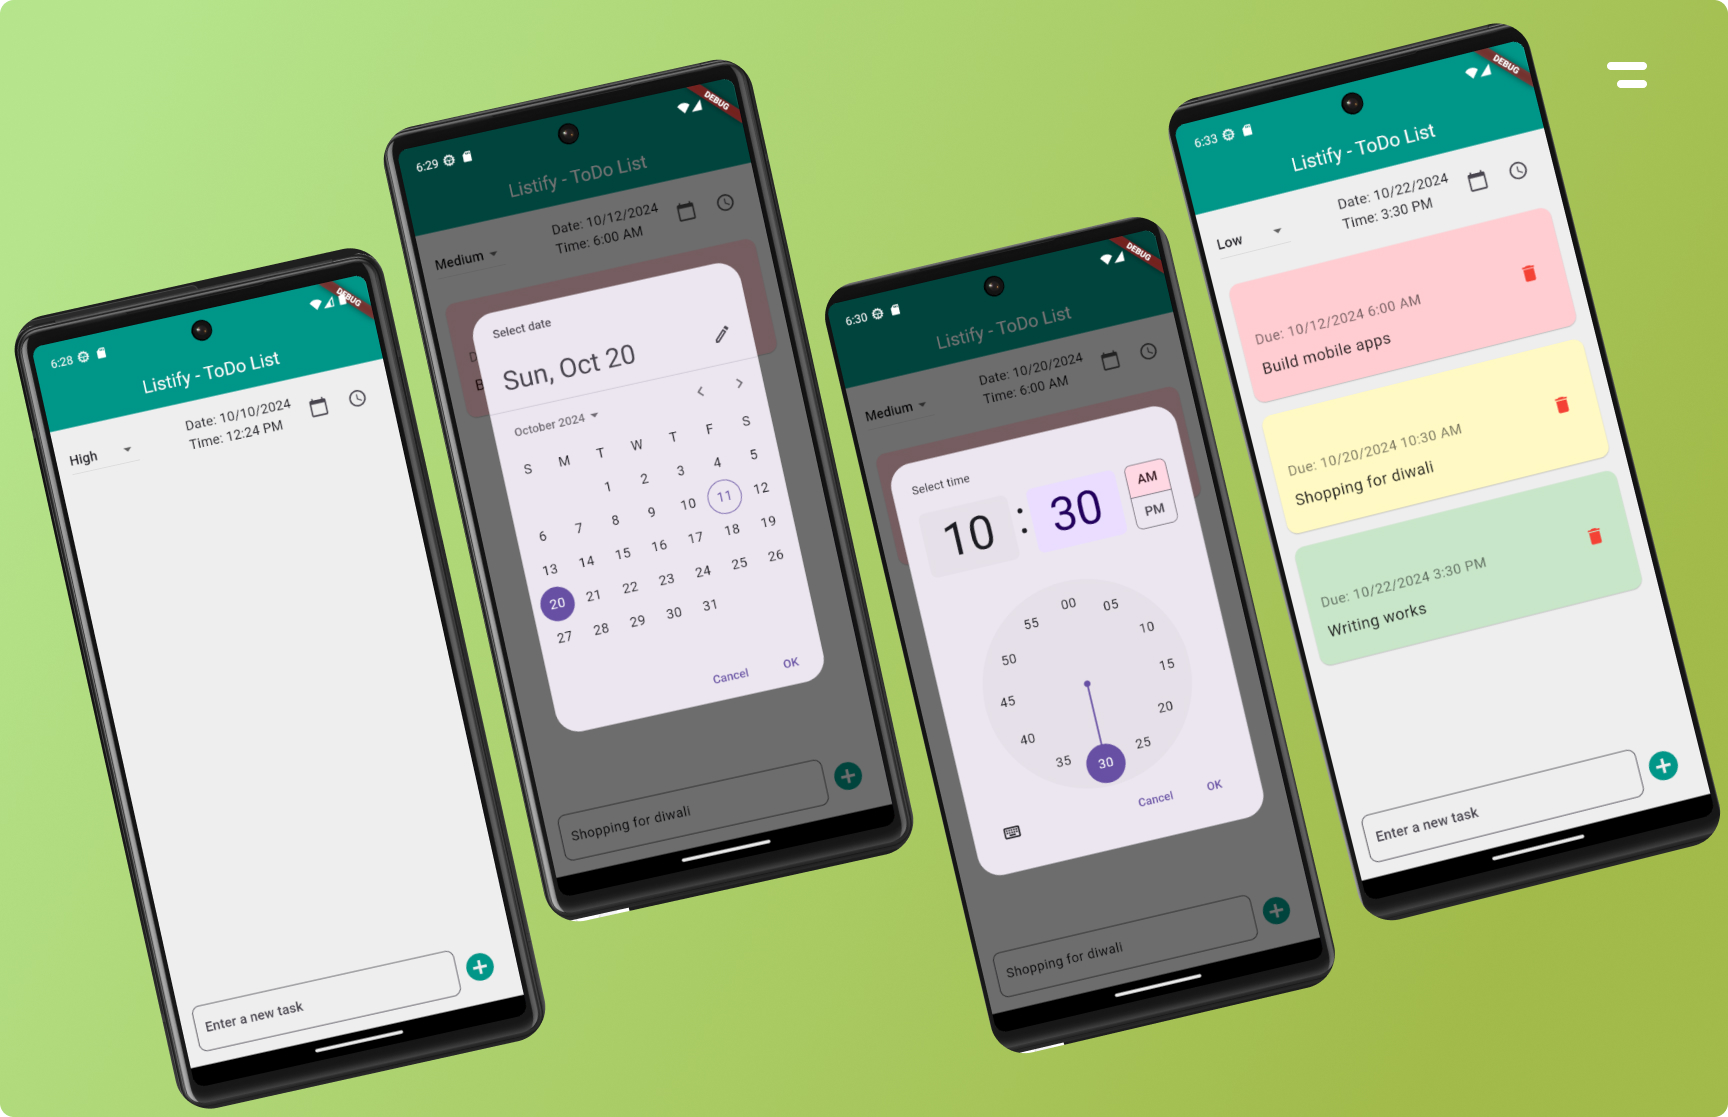 6:28
DEBUG
Listify - ToDo List
High
Date: 10/10/2024
Time: 12:24 PM
Enter a new task
6:29
DEBUG
Listify - ToDo List
Medium
Date: 10/12/2024
Time: 6:00 AM
D
B
Select date
Sun, Oct 20
October 2024
S M T W T F S
1 2 3 4 5
6 7 8 9 10 11 12
13 14 15 16 17 18 19
20 21 22 23 24 25 26
27 28 29 30 31
Cancel OK
Shopping for diwali
6:30
DEBUG
Listify - ToDo List
Medium
Date: 10/20/2024
Time: 6:00 AM
Select time
10 : 30
AM
PM
00 05 10 15 20 25 30 35 40 45 50 55
Cancel OK
Shopping for diwali
6:33
DEBUG
Listify - ToDo List
Low
Date: 10/22/2024
Time: 3:30 PM
Due: 10/12/2024 6:00 AM
Build mobile apps
Due: 10/20/2024 10:30 AM
Shopping for diwali
Due: 10/22/2024 3:30 PM
Writing works
Enter a new task